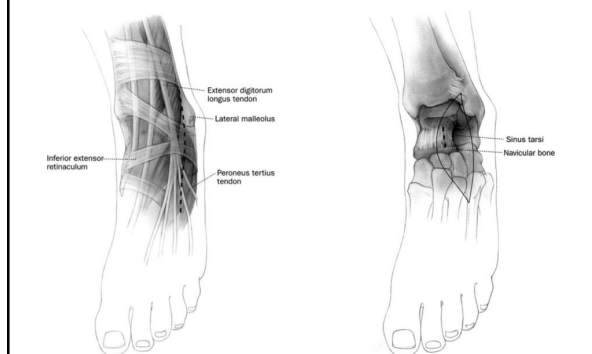 Extensor digitorum
longus tendon
Lateral malleolus
Inferior extensor
retinaculum
Peroneus tertius
tendon
Sinus tarsi
Navicular bone